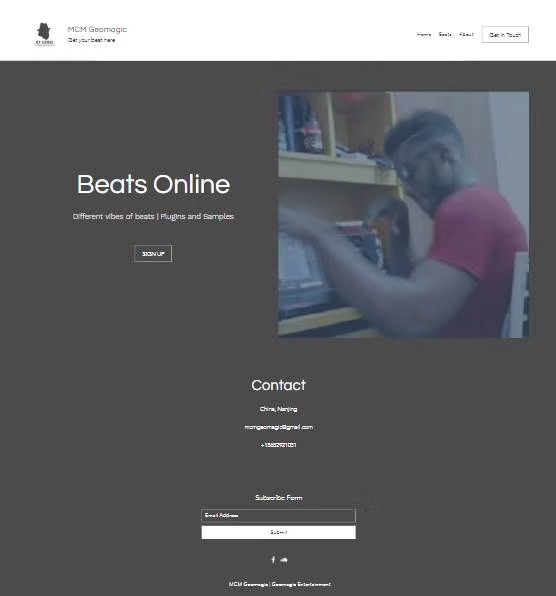 MCM Geomagic
Get your beat here
Home Beats About Get in Touch
Beats Online
Different vibes of beats | Plugins and Samples
SIGN UP
Contact
China, Nanjing
mcmgeomagic@gmail.com
Subscribe Form
Email Address
Submit
MCM Geomagic | Geomagic Entertainment